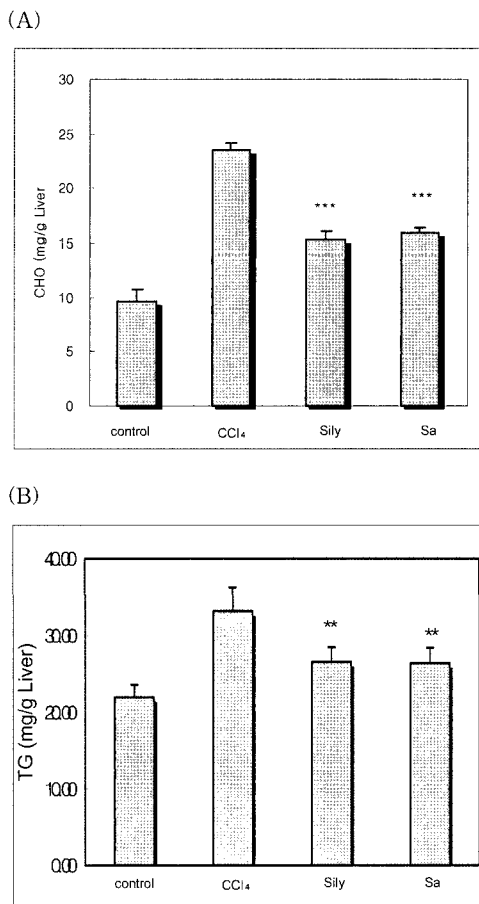 (A)
30
25
20
15
10
5
0
CHO (mg/g Liver)
***
***
control CCl₄ Sily Sa
(B)
40.00
30.00
20.00
10.00
0.00
TG (mg/g Liver)
**
**
control CCl₄ Sily Sa